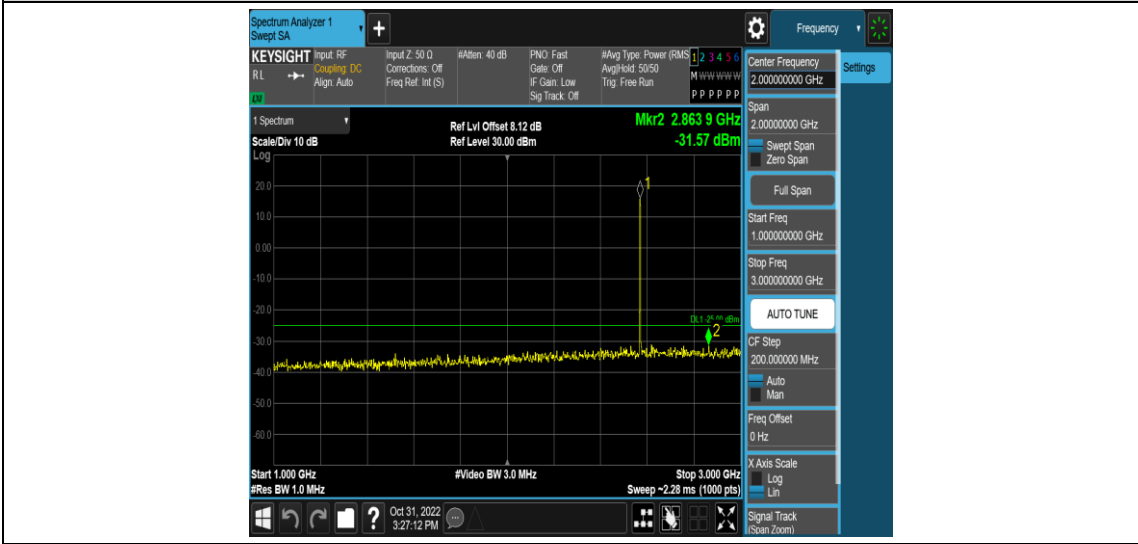 Spectrum Analyzer 1
Swept SA
+
Frequency
KEYSIGHT
RL
Input: RF
Coupling: DC
Align: Auto
Input Z: 50 Ω
Corrections: Off
Freq Ref: Int (S)
#Atten: 40 dB
PNO: Fast
Gate: Off
IF Gain: Low
Sig Track: Off
#Avg Type: Power (RMS
Avg|Hold: 50/50
Trig: Free Run
1 2 3 4 5 6
M W W W W W
P P P P P P
1 Spectrum
Scale/Div 10 dB
Log
Ref Lvl Offset 8.12 dB
Ref Level 30.00 dBm
Mkr2 2.863 9 GHz
-31.57 dBm
20.0
10.0
0.00
-10.0
-20.0
-30.0
-40.0
-50.0
-60.0
1
DL1 -25.00 dBm
2
Start 1.000 GHz
#Res BW 1.0 MHz
#Video BW 3.0 MHz
Stop 3.000 GHz
Sweep ~2.28 ms (1000 pts)
?
Oct 31, 2022
3:27:12 PM
Center Frequency
2.000000000 GHz
Span
2.00000000 GHz
Swept Span
Zero Span
Full Span
Start Freq
1.000000000 GHz
Stop Freq
3.000000000 GHz
AUTO TUNE
CF Step
200.000000 MHz
Auto
Man
Freq Offset
0 Hz
X Axis Scale
Log
Lin
Signal Track
(Span Zoom)
Settings